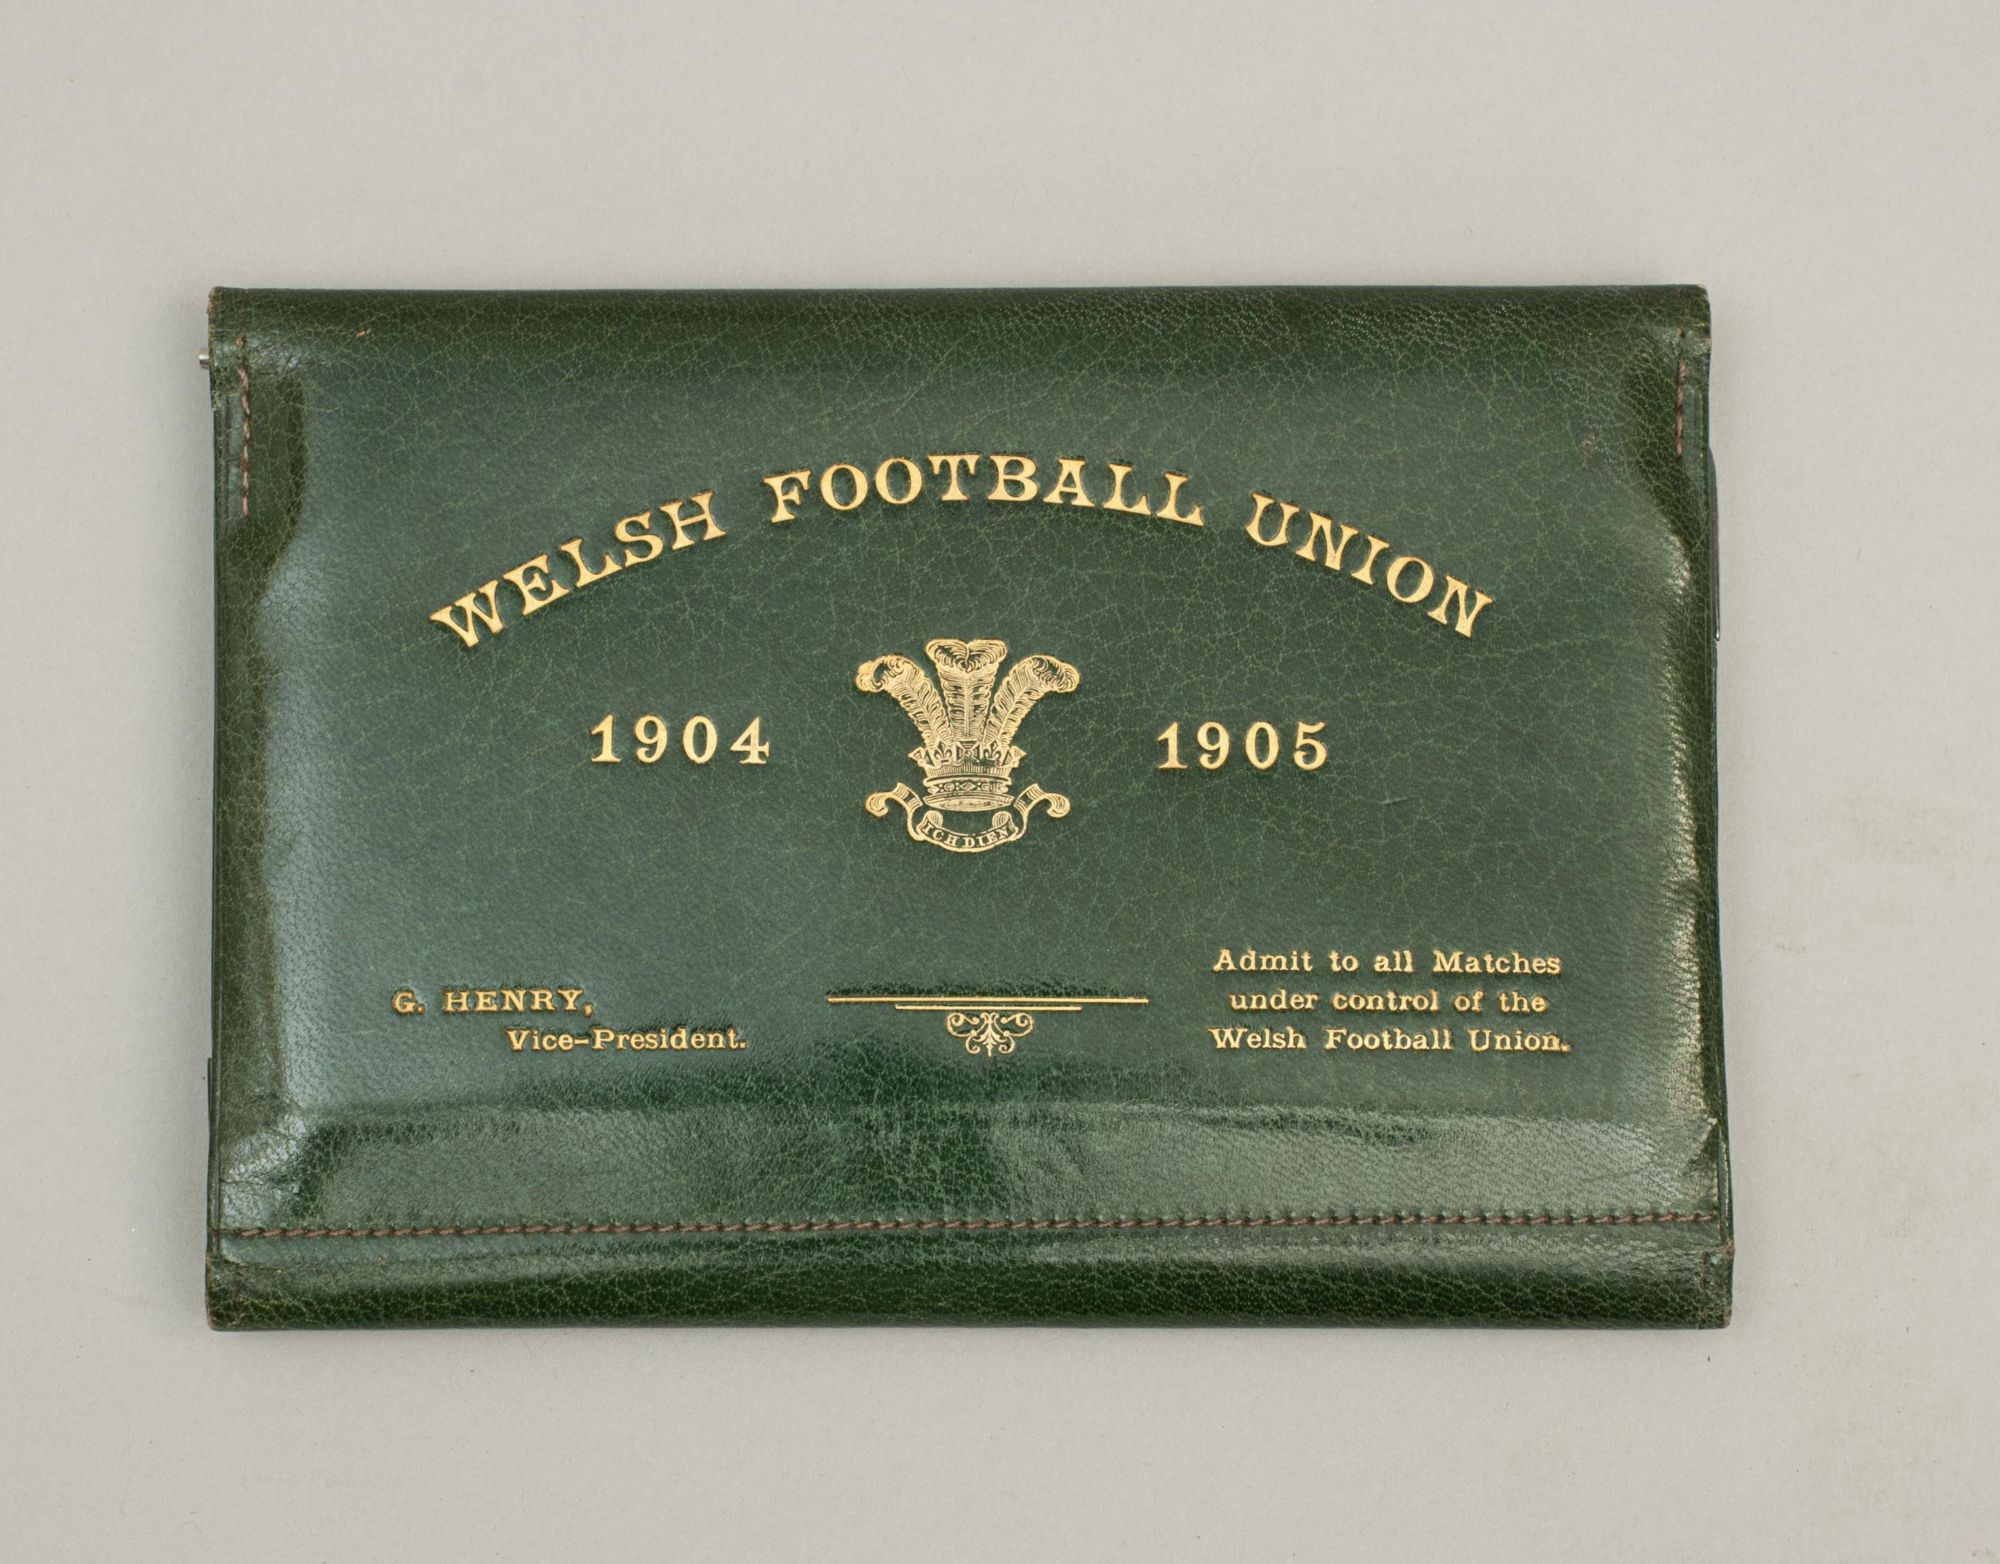 WELSH FOOTBALL UNION
1904 1905
ICH DIEN
G. HENRY,
Vice-President.
Admit to all Matches
under control of the
Welsh Football Union.